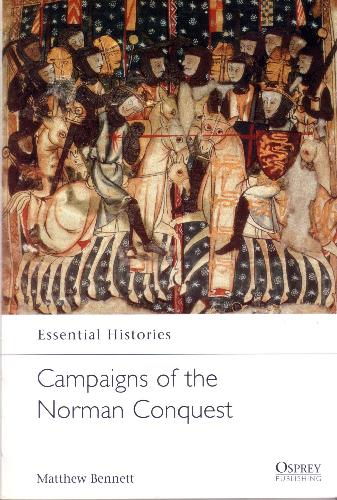 Essential Histories
Campaigns of the
Norman Conquest
Matthew Bennett
OSPREY
PUBLISHING